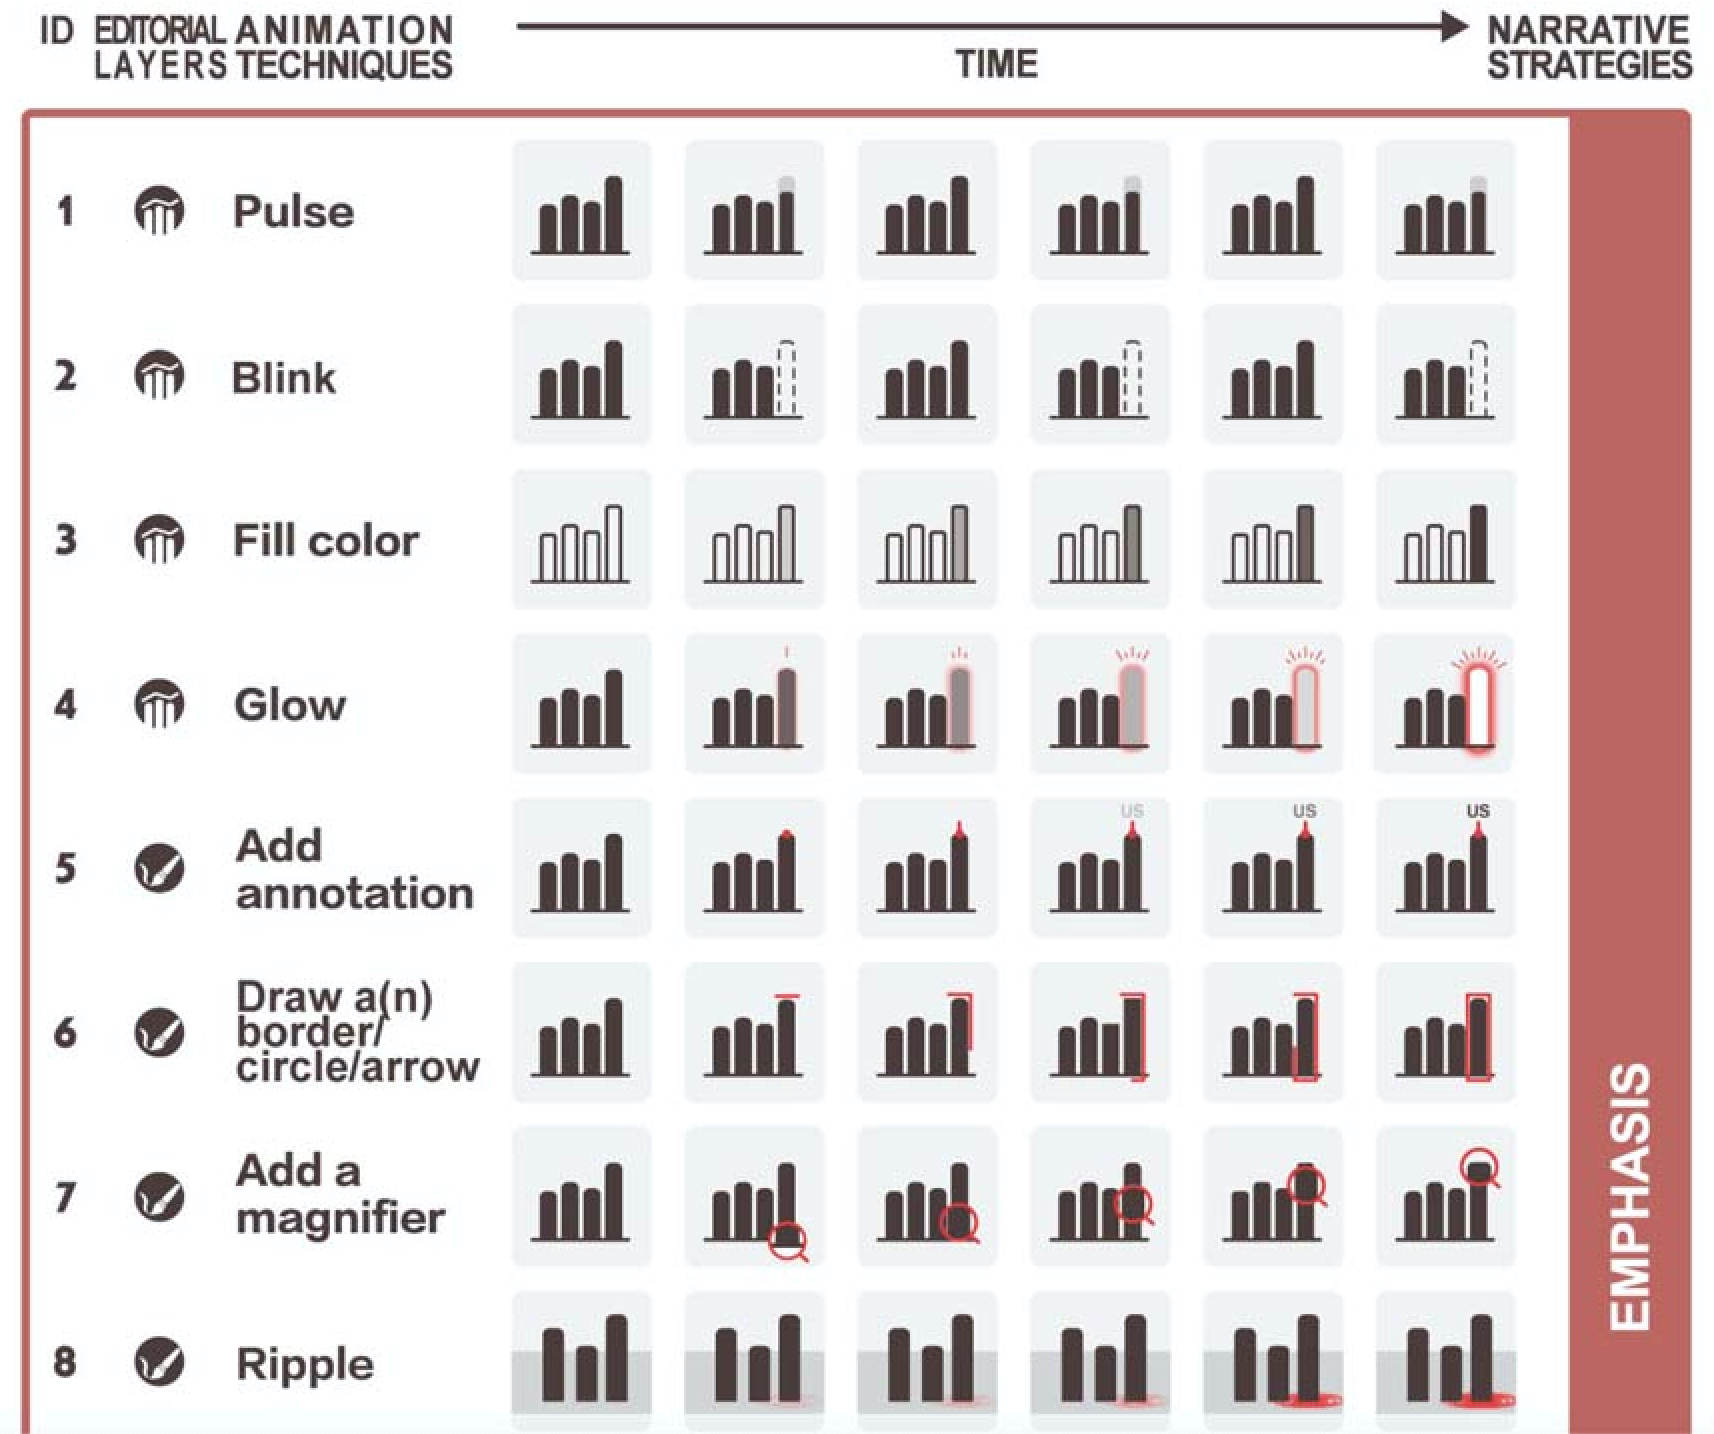 ID EDITORIAL ANIMATION TIME NARRATIVE
LAYERS TECHNIQUES STRATEGIES
1 Pulse
2 Blink
3 Fill color
4 Glow
US US US
5 Add
annotation
6 Draw a(n)
border/
circle/arrow
7 Add a
magnifier
8 Ripple
EMPHASIS